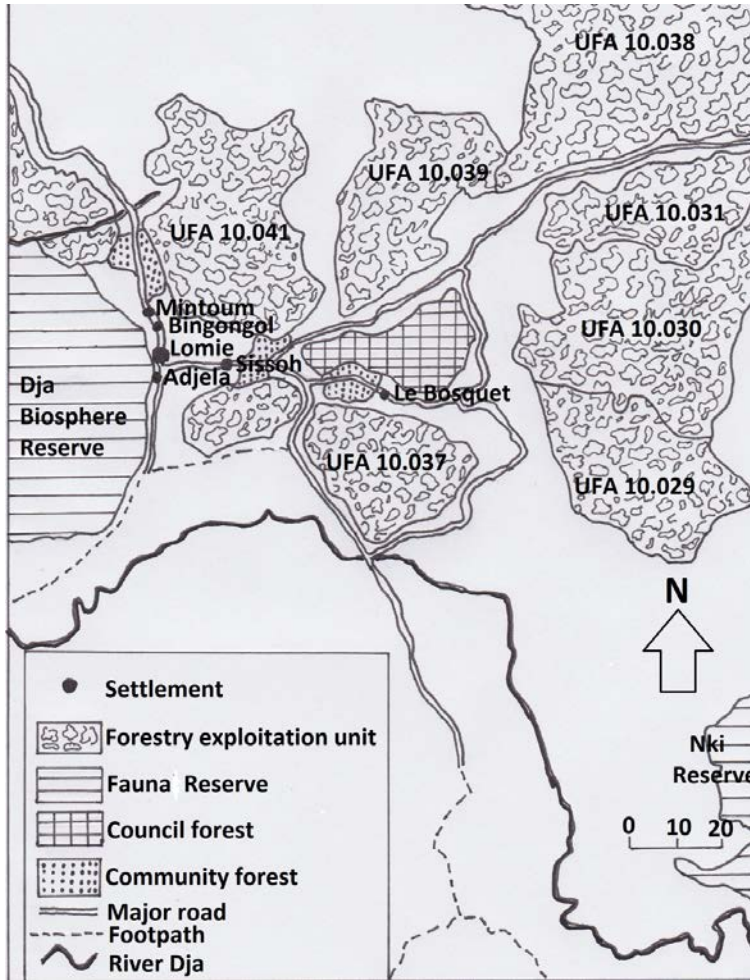 UFA 10.038
UFA 10.039
UFA 10.031
UFA 10.041
Mintoum
Bingongol
UFA 10.030
Lomie
Sissoh
Adjela
Dja
Biosphere
Reserve
Le Bosquet
UFA 10.037
UFA 10.029
N
Settlement
Forestry exploitation unit
Fauna Reserve
Council forest
Community forest
Major road
Footpath
River Dja
Nki
Reserve
0 10 20